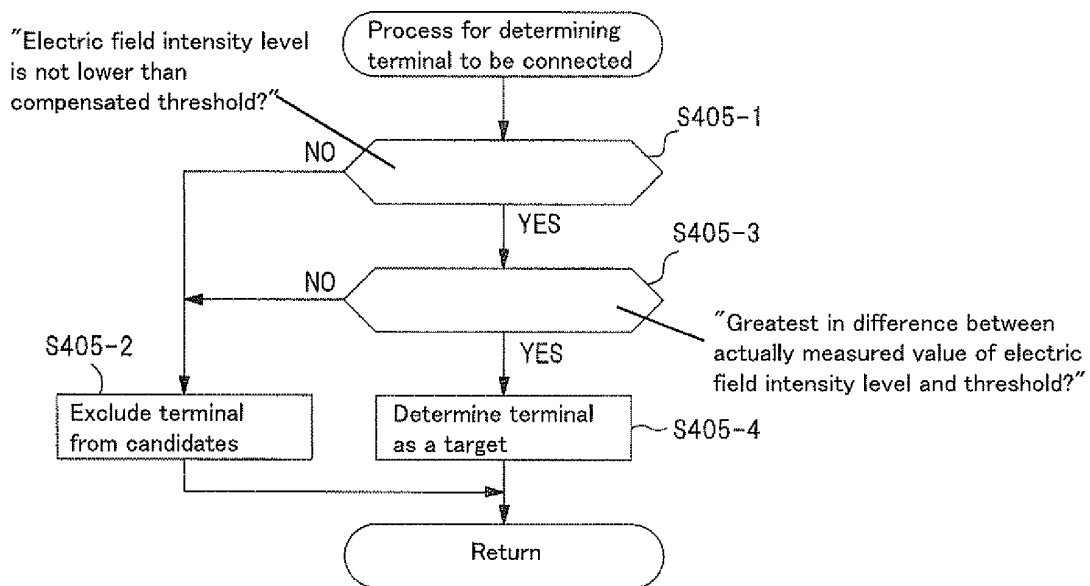 Process for determining
terminal to be connected
"Electric field intensity level
is not lower than
compensated threshold?"
S405-1
NO
YES
S405-3
NO
"Greatest in difference between
actually measured value of electric
field intensity level and threshold?"
YES
S405-2
Exclude terminal
from candidates
Determine terminal
as a target
S405-4
Return